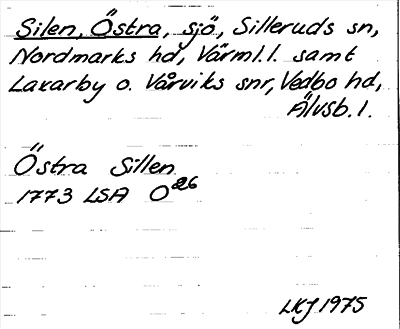 Silen, Östra, sjö, Silleruds sn,
Nordmarks hd, Värml. l. samt
Laxarby o. Vårviks snr, Vedbo hd,
Älvsb. l.
Östra Sillen
1773 LSA O²⁶
LKJ 1975